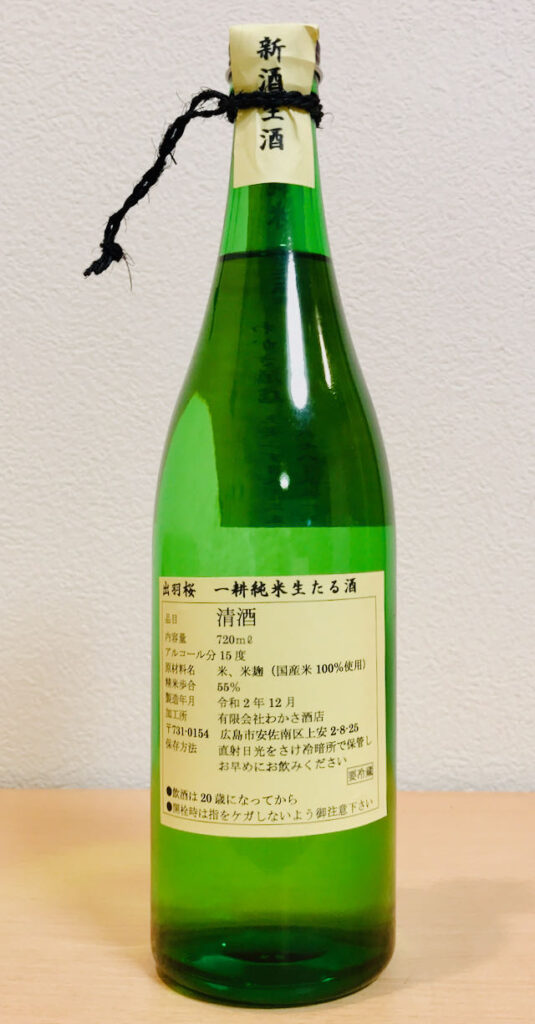 新酒生酒
出羽桜 一耕純米生たる酒
品目 清酒
内容量 720mℓ
アルコール分15度
原材料名 米、米麹（国産米100%使用）
精米歩合 55%
製造年月 令和2年12月
加工所 有限会社わかさ酒店
〒731-0154 広島市安佐南区上安2-8-25
保存方法 直射日光をさけ冷暗所で保管し
お早めにお飲みください
要冷蔵
●飲酒は20歳になってから
●開栓時は指をケガしないよう御注意下さい